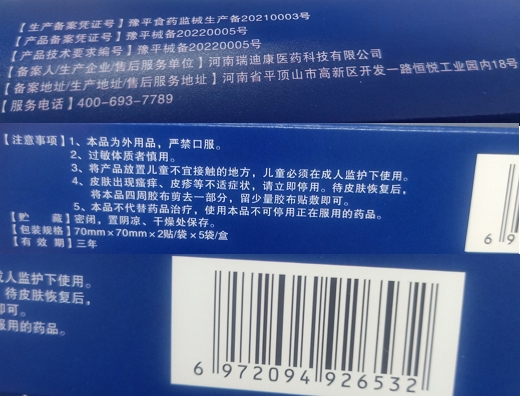 【生产备案凭证号】豫平食药监械生产备20210003号
【产品备案凭证号】豫平械备20220005号
【产品技术要求编号】豫平械备20220005号
【备案人/生产企业/售后服务单位】河南瑞迪康医药科技有限公司
【备案地址/生产地址/售后服务地址】河南省平顶山市高新区开发一路恒悦工业园内18号
【服务电话】400-693-7789
【注意事项】1、本品为外用品，严禁口服。
2、过敏体质者慎用。
3、将产品放置儿童不宜接触的地方，儿童必须在成人监护下使用。
4、皮肤出现瘙痒、皮疹等不适症状，请立即停用。待皮肤恢复后，
将本品四周胶布剪去一部分，留少量胶布贴敷即可。
5、本品不代替药品治疗，使用本品不可停用正在服用的药品。
【贮 藏】密闭，置阴凉、干燥处保存。
【包装规格】70mm×70mm×2贴/袋×5袋/盒
【有 效 期】三年
6 9
人监护下使用。
待皮肤恢复后，
即可。
服用的药品。
6 972094 926532